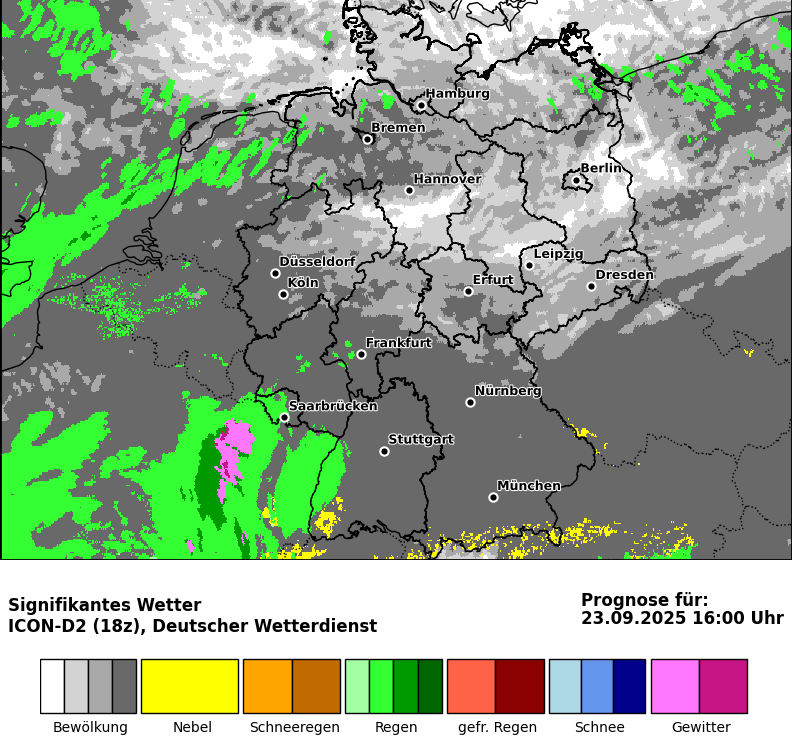 Hamburg
Bremen
Berlin
Hannover
Leipzig
Düsseldorf
Dresden
Köln
Erfurt
Frankfurt
Nürnberg
Saarbrücken
Stuttgart
München
Signifikantes Wetter
ICON-D2 (18z), Deutscher Wetterdienst
Prognose für:
23.09.2025 16:00 Uhr
Bewölkung Nebel Schneeregen Regen gefr. Regen Schnee Gewitter